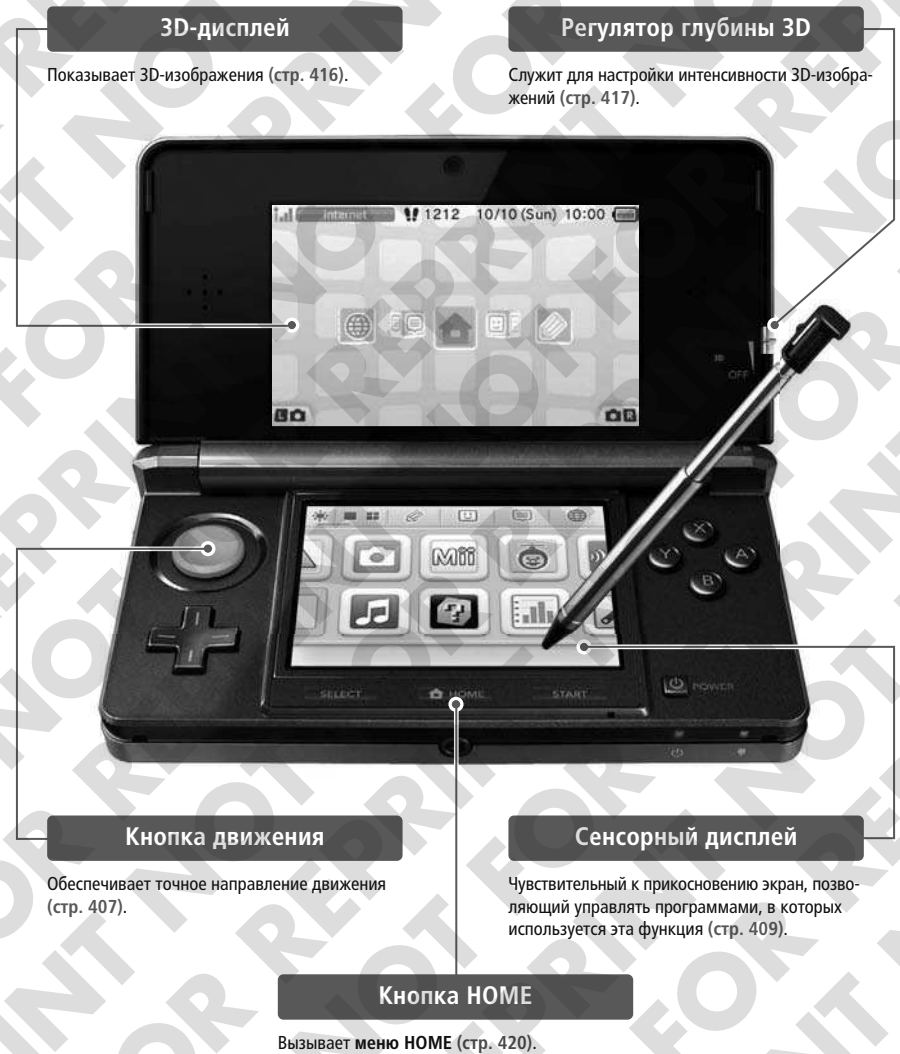 3D-дисплей
Показывает 3D-изображения (стр. 416).
Регулятор глубины 3D
Служит для настройки интенсивности 3D-изобра-
жений (стр. 417).
internet 1212 10/10 (Sun) 10:00
L R
3D
OFF
Mii
X
Y A
B
SELECT HOME START
POWER
Кнопка движения
Обеспечивает точное направление движения
(стр. 407).
Сенсорный дисплей
Чувствительный к прикосновению экран, позво-
ляющий управлять программами, в которых
используется эта функция (стр. 409).
Кнопка HOME
Вызывает меню HOME (стр. 420).
NOT FOR REPRINT